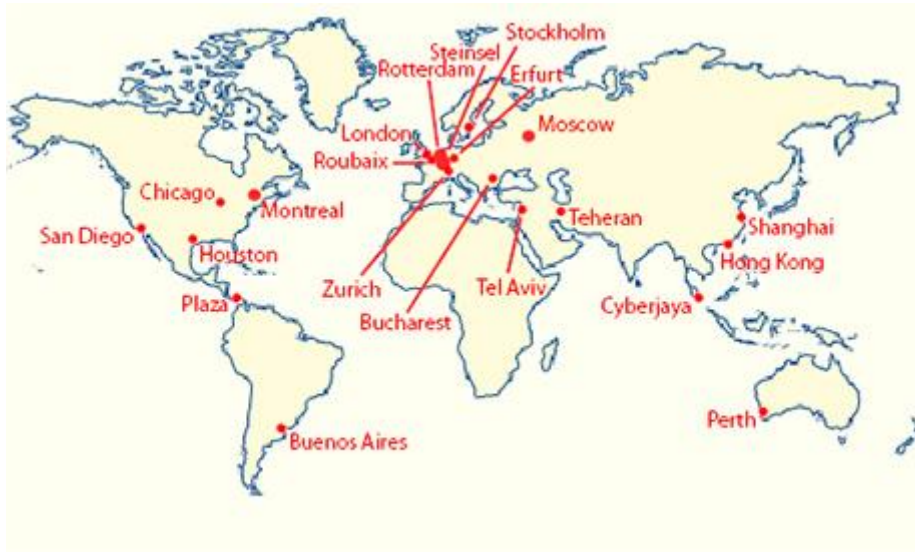 Stockholm
Steinsel
Rotterdam
Erfurt
London
Moscow
Roubaix
Chicago
Montreal
San Diego
Houston
Teheran
Shanghai
Hong Kong
Zurich
Tel Aviv
Plaza
Cyberjaya
Bucharest
Perth
Buenos Aires